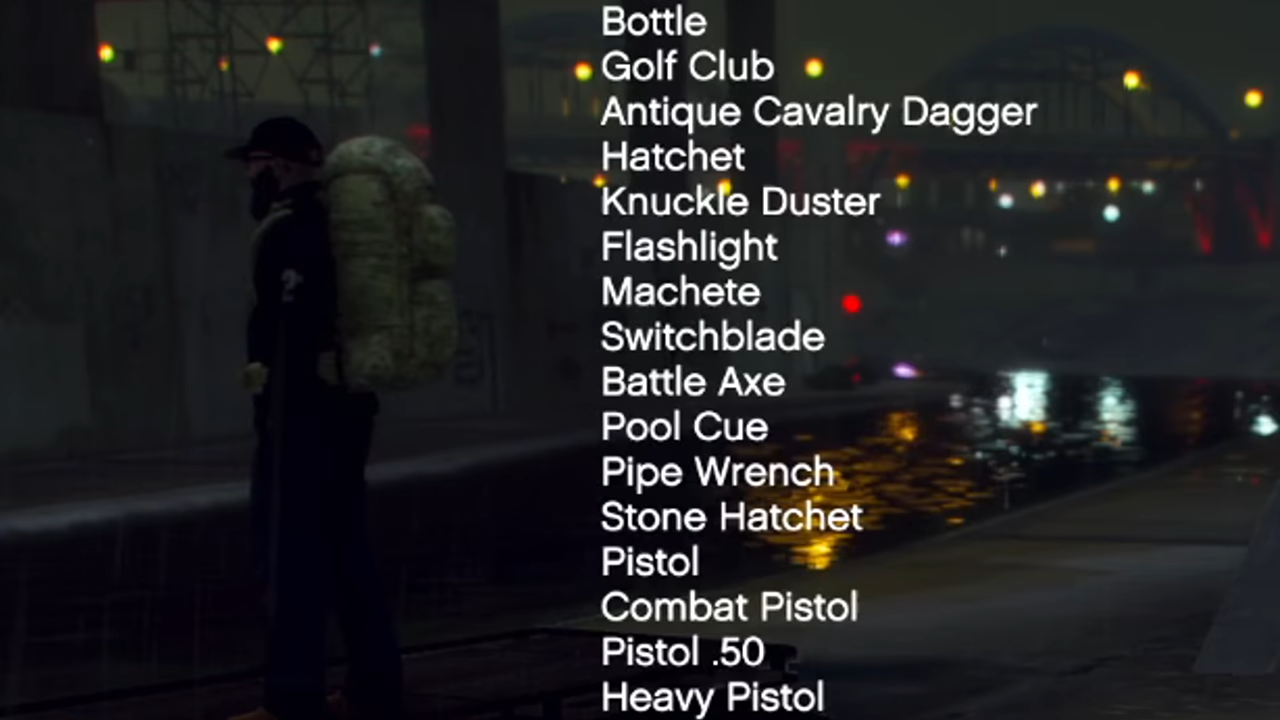 Bottle
Golf Club
Antique Cavalry Dagger
Hatchet
Knuckle Duster
Flashlight
Machete
Switchblade
Battle Axe
Pool Cue
Pipe Wrench
Stone Hatchet
Pistol
Combat Pistol
Pistol .50
Heavy Pistol